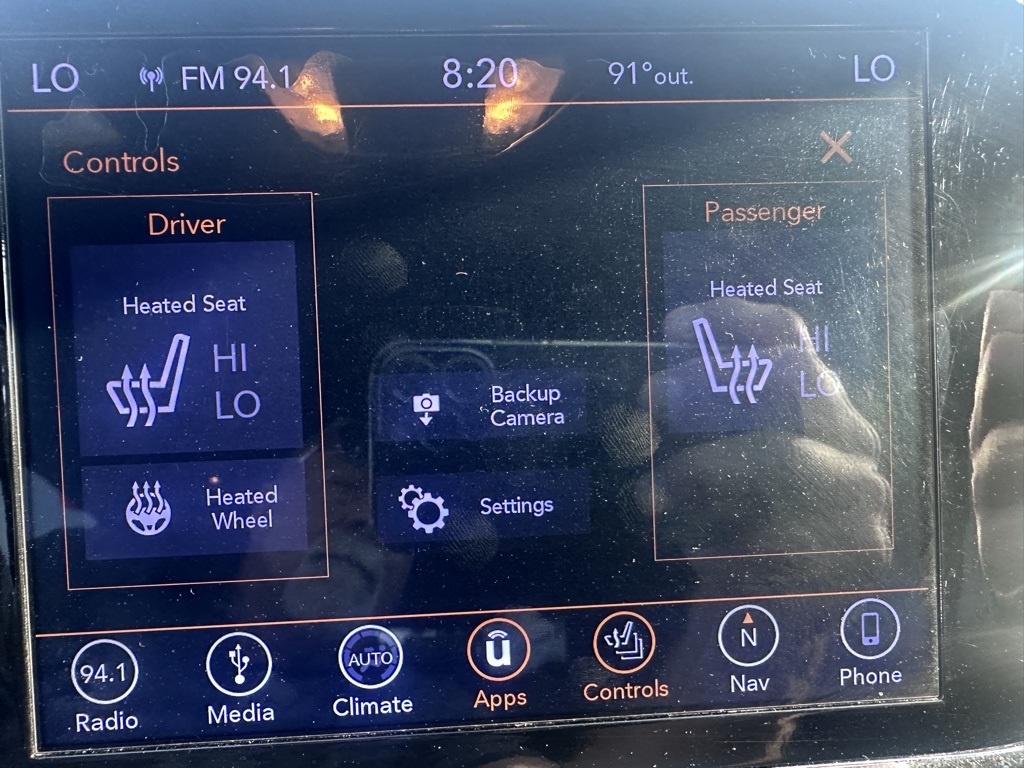 LO FM 94.1 8:20 91° out. LO
Controls
Driver
Heated Seat
HI
LO
Heated
Wheel
Backup
Camera
Settings
Passenger
Heated Seat
HI
LO
94.1 AUTO u N
Radio Media Climate Apps Controls Nav Phone